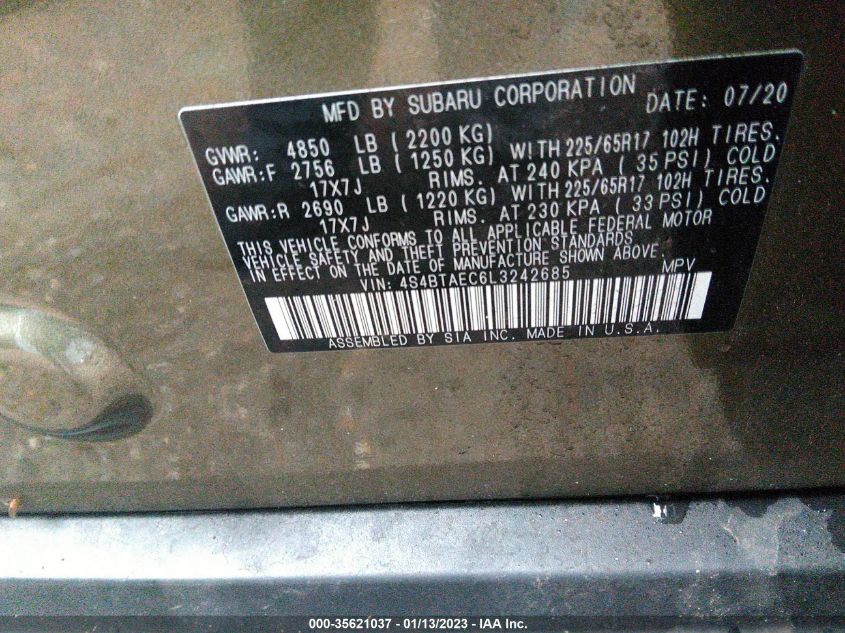 MFD BY SUBARU CORPORATION DATE: 07/20
GVWR: 4850 LB (2200 KG)
GAWR:F 2756 LB (1250 KG) WITH 225/65R17 102H TIRES.
17X7J RIMS. AT 240 KPA (35 PSI) COLD
GAWR:R 2690 LB (1220 KG) WITH 225/65R17 102H TIRES.
17X7J RIMS. AT 230 KPA (33 PSI) COLD
THIS VEHICLE CONFORMS TO ALL APPLICABLE FEDERAL MOTOR
VEHICLE SAFETY AND THEFT PREVENTION STANDARDS
IN EFFECT ON THE DATE OF MANUFACTURE SHOWN ABOVE.
VIN: 4S4BTAEC6L3242685 MPV
ASSEMBLED BY SIA INC. MADE IN U.S.A.
000-35621037 - 01/13/2023 - IAA Inc.